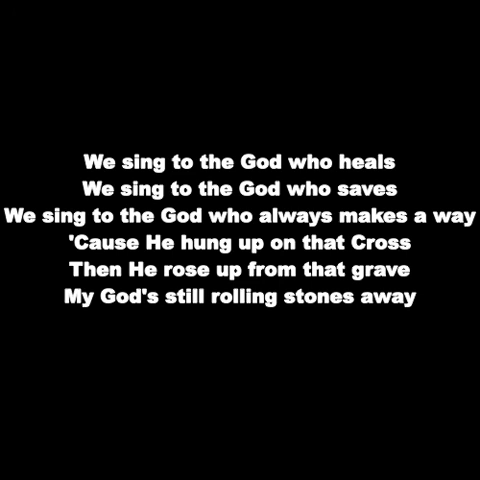 We sing to the God who heals
We sing to the God who saves
We sing to the God who always makes a way
'Cause He hung up on that Cross
Then He rose up from that grave
My God's still rolling stones away